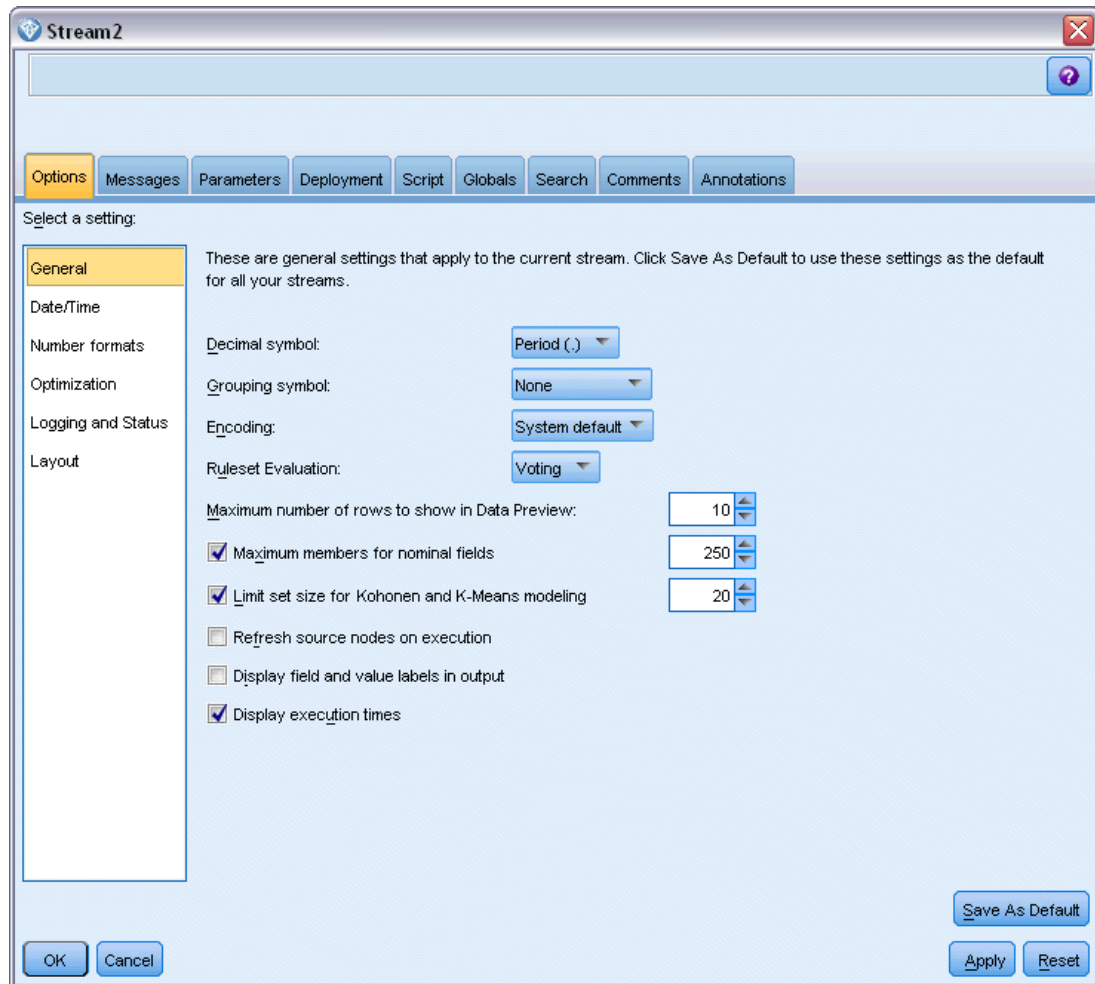 Stream2
Options Messages Parameters Deployment Script Globals Search Comments Annotations
Select a setting:
General
Date/Time
Number formats
Optimization
Logging and Status
Layout
These are general settings that apply to the current stream. Click Save As Default to use these settings as the default
for all your streams.
Decimal symbol: Period (.)
Grouping symbol: None
Encoding: System default
Ruleset Evaluation: Voting
Maximum number of rows to show in Data Preview: 10
Maximum members for nominal fields 250
Limit set size for Kohonen and K-Means modeling 20
Refresh source nodes on execution
Display field and value labels in output
Display execution times
Save As Default
OK Cancel Apply Reset